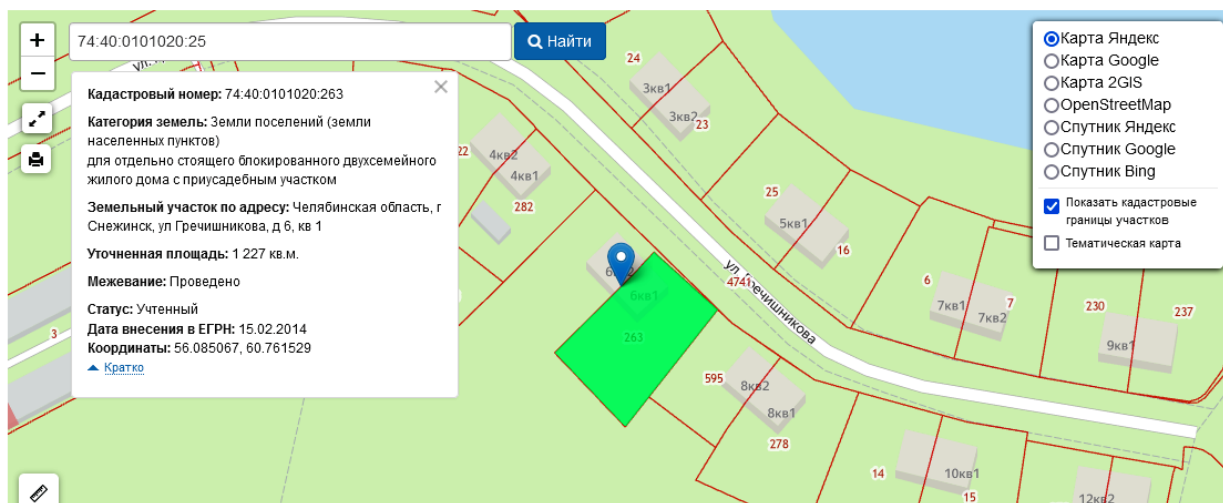 +
−
74:40:0101020:25
Найти
Кадастровый номер: 74:40:0101020:263
Категория земель: Земли поселений (земли
населенных пунктов)
для отдельно стоящего блокированного двухсемейного
жилого дома с приусадебным участком
Земельный участок по адресу: Челябинская область, г
Снежинск, ул Гречишникова, д 6, кв 1
Уточненная площадь: 1 227 кв.м.
Межевание: Проведено
Статус: Учтенный
Дата внесения в ЕГРН: 15.02.2014
Координаты: 56.085067, 60.761529
Кратко
Карта Яндекс
Карта Google
Карта 2GIS
OpenStreetMap
Спутник Яндекс
Спутник Google
Спутник Bing
Показать кадастровые
границы участков
Тематическая карта
24
3кв1
3кв2
23
22
4кв2
4кв1
282
25
5кв1
16
6кв1
263
4741
ул. Гречишникова
6
7кв1
7кв2
7
230
237
9кв1
3
595
8кв2
8кв1
278
14
10кв1
15
12кв2